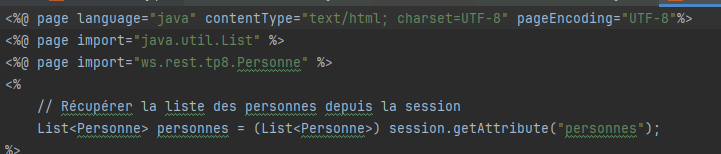 <%@ page language="java" contentType="text/html; charset=UTF-8" pageEncoding="UTF-8"%>
<%@ page import="java.util.List" %>
<%@ page import="ws.rest.tp8.Personne" %>
<%
    // Récupérer la liste des personnes depuis la session
    List<Personne> personnes = (List<Personne>) session.getAttribute("personnes");
%>